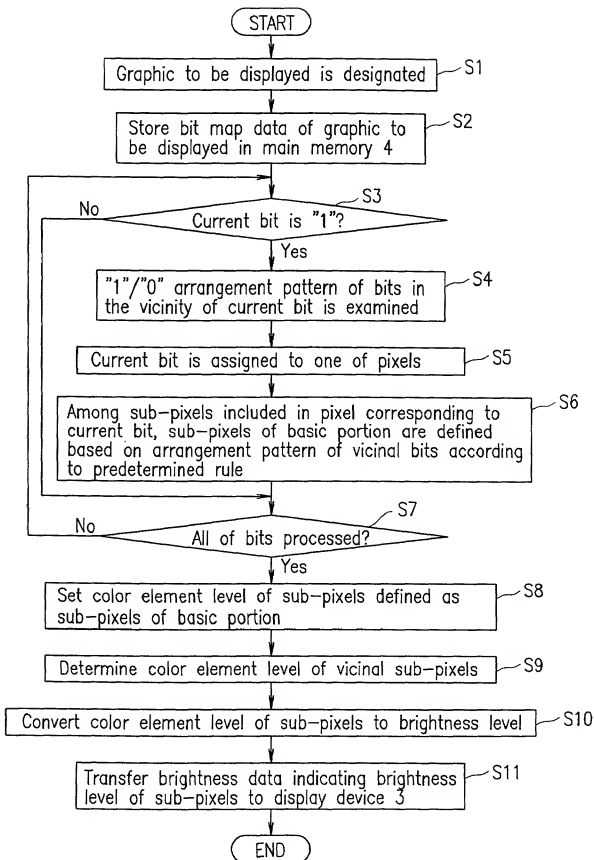 START
S1
Graphic to be displayed is designated
S2
Store bit map data of graphic to
be displayed in main memory 4
S3
No
Current bit is "1"?
Yes
S4
"1"/"0" arrangement pattern of bits in
the vicinity of current bit is examined
S5
Current bit is assigned to one of pixels
S6
Among sub-pixels included in pixel corresponding to
current bit, sub-pixels of basic portion are defined
based on arrangement pattern of vicinal bits according
to predetermined rule
S7
No
All of bits processed?
Yes
S8
Set color element level of sub-pixels defined as
sub-pixels of basic portion
S9
Determine color element level of vicinal sub-pixels
S10
Convert color element level of sub-pixels to brightness level
S11
Transfer brightness data indicating brightness
level of sub-pixels to display device 3
END